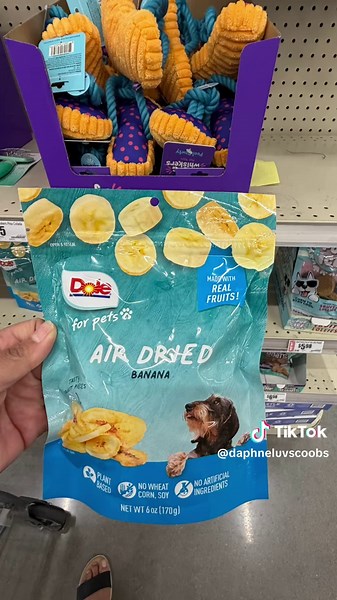 whiskers
MADE WITH
REAL
FRUITS!
Dole
for pets
AIR DRIED
BANANA
PLANT
BASED
NO WHEAT
CORN, SOY
NO ARTIFICIAL
INGREDIENTS
NET WT 6 oz (170g)
TikTok
@daphneluvscoobs